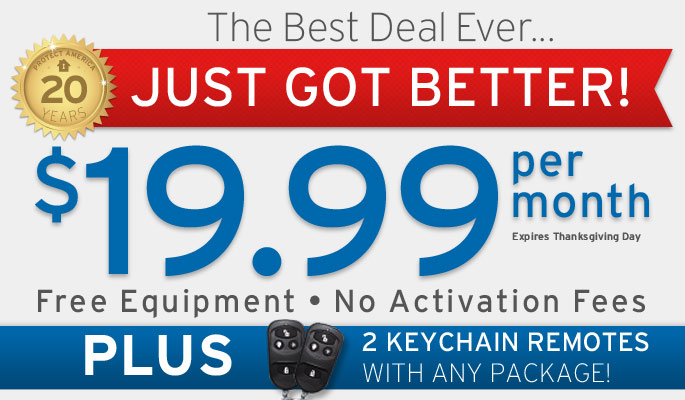 The Best Deal Ever...
PROTECT AMERICA
20
YEARS
JUST GOT BETTER!
$19.99
per
month
Expires Thanksgiving Day
Free Equipment • No Activation Fees
PLUS
2 KEYCHAIN REMOTES
WITH ANY PACKAGE!